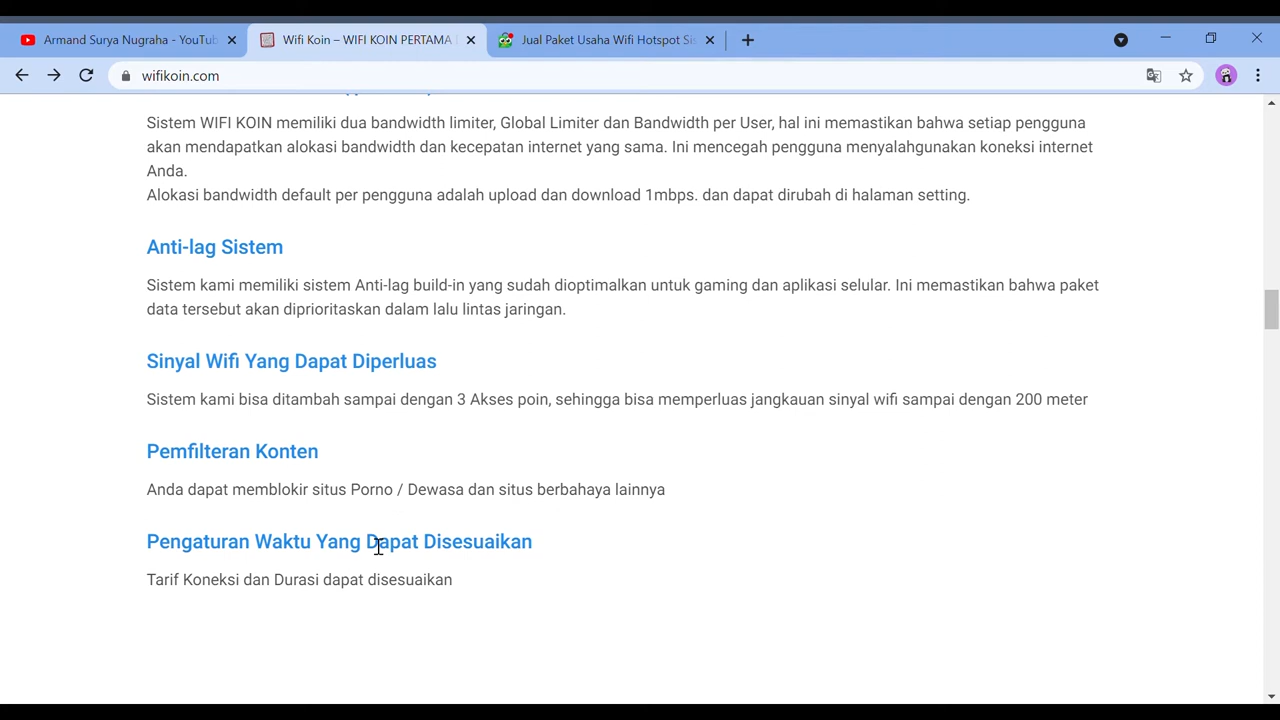 Armand Surya Nugraha - YouTub
Wifi Koin – WIFI KOIN PERTAMA
Jual Paket Usaha Wifi Hotspot Sis
wifikoin.com
Sistem WIFI KOIN memiliki dua bandwidth limiter, Global Limiter dan Bandwidth per User, hal ini memastikan bahwa setiap pengguna
akan mendapatkan alokasi bandwidth dan kecepatan internet yang sama. Ini mencegah pengguna menyalahgunakan koneksi internet
Anda.
Alokasi bandwidth default per pengguna adalah upload dan download 1mbps. dan dapat dirubah di halaman setting.
Anti-lag Sistem
Sistem kami memiliki sistem Anti-lag build-in yang sudah dioptimalkan untuk gaming dan aplikasi selular. Ini memastikan bahwa paket
data tersebut akan diprioritaskan dalam lalu lintas jaringan.
Sinyal Wifi Yang Dapat Diperluas
Sistem kami bisa ditambah sampai dengan 3 Akses poin, sehingga bisa memperluas jangkauan sinyal wifi sampai dengan 200 meter
Pemfilteran Konten
Anda dapat memblokir situs Porno / Dewasa dan situs berbahaya lainnya
Pengaturan Waktu Yang Dapat Disesuaikan
Tarif Koneksi dan Durasi dapat disesuaikan